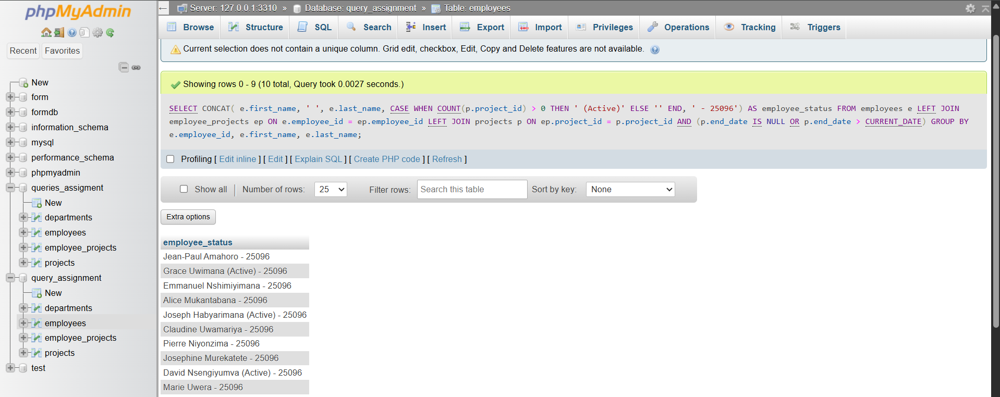 phpMyAdmin
Recent Favorites
New
form
formdb
information_schema
mysql
performance_schema
phpmyadmin
queries_assigment
New
departments
employees
employee_projects
projects
query_assignment
New
departments
employees
employee_projects
projects
test
Server: 127.0.0.1:3310 » Database: query_assignment » Table: employees
Browse Structure SQL Search Insert Export Import Privileges Operations Tracking Triggers
Current selection does not contain a unique column. Grid edit, checkbox, Edit, Copy and Delete features are not available.
Showing rows 0 - 9 (10 total, Query took 0.0027 seconds.)
SELECT CONCAT( e.first_name, ' ', e.last_name, CASE WHEN COUNT(p.project_id) > 0 THEN ' (Active)' ELSE '' END, ' - 25096') AS employee_status FROM employees e LEFT JOIN
employee_projects ep ON e.employee_id = ep.employee_id LEFT JOIN projects p ON ep.project_id = p.project_id AND (p.end_date IS NULL OR p.end_date > CURRENT_DATE) GROUP BY
e.employee_id, e.first_name, e.last_name;
Profiling [ Edit inline ] [ Edit ] [ Explain SQL ] [ Create PHP code ] [ Refresh ]
Show all Number of rows: 25 Filter rows: Search this table Sort by key: None
Extra options
employee_status
Jean-Paul Amahoro - 25096
Grace Uwimana (Active) - 25096
Emmanuel Nshimiyimana - 25096
Alice Mukantabana - 25096
Joseph Habyarimana (Active) - 25096
Claudine Uwamariya - 25096
Pierre Niyonzima - 25096
Josephine Murekatete - 25096
David Nsengiyumva (Active) - 25096
Marie Uwera - 25096